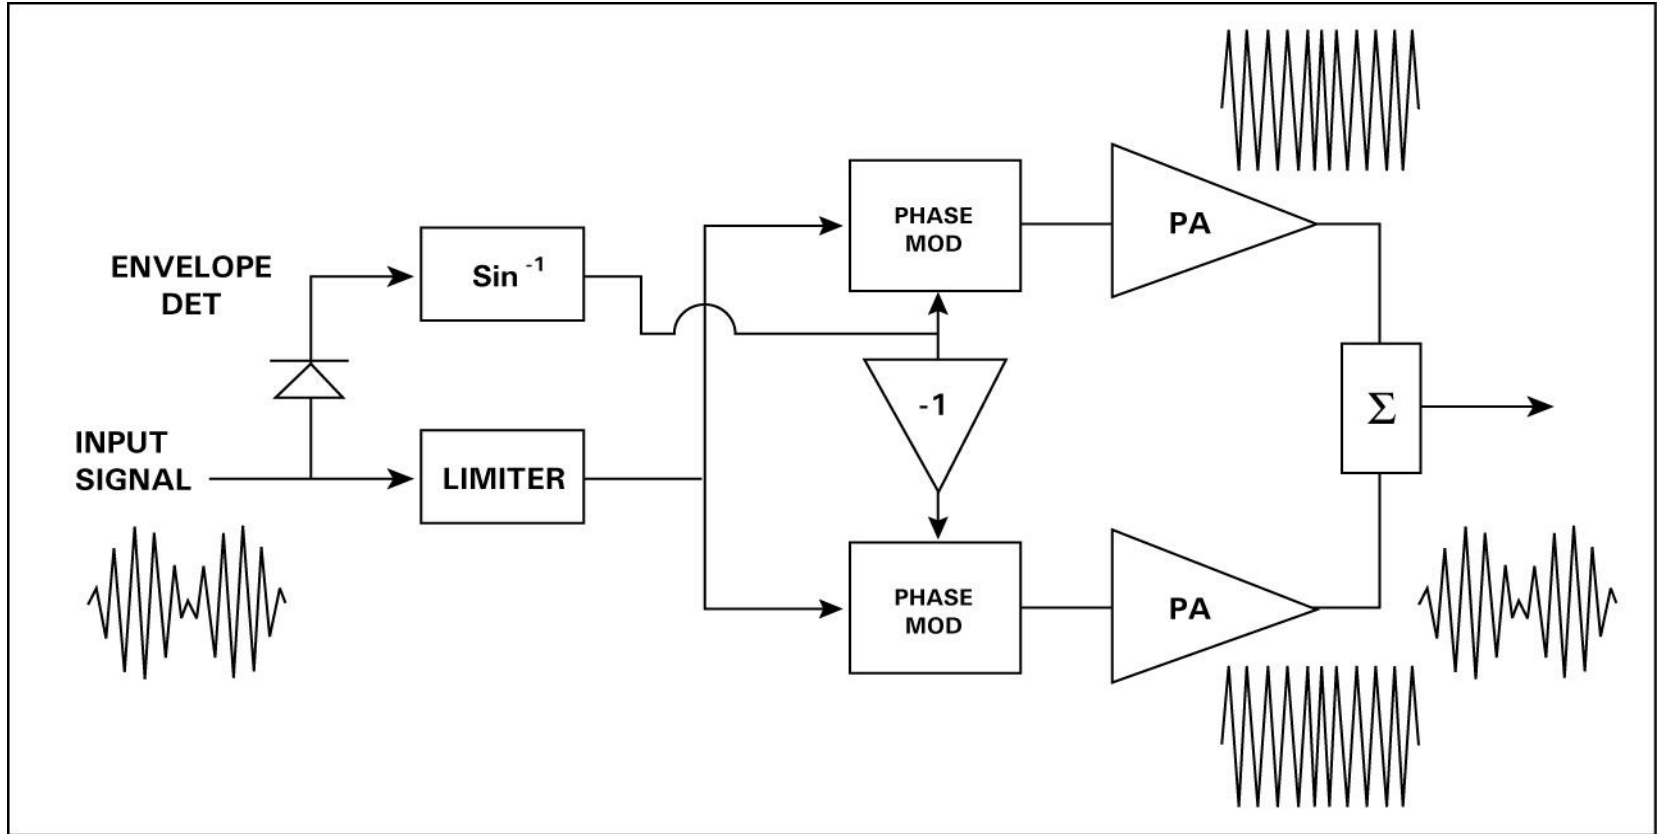 ENVELOPE
DET
Sin -1
INPUT
SIGNAL
LIMITER
PHASE
MOD
PA
-1
Σ
PHASE
MOD
PA